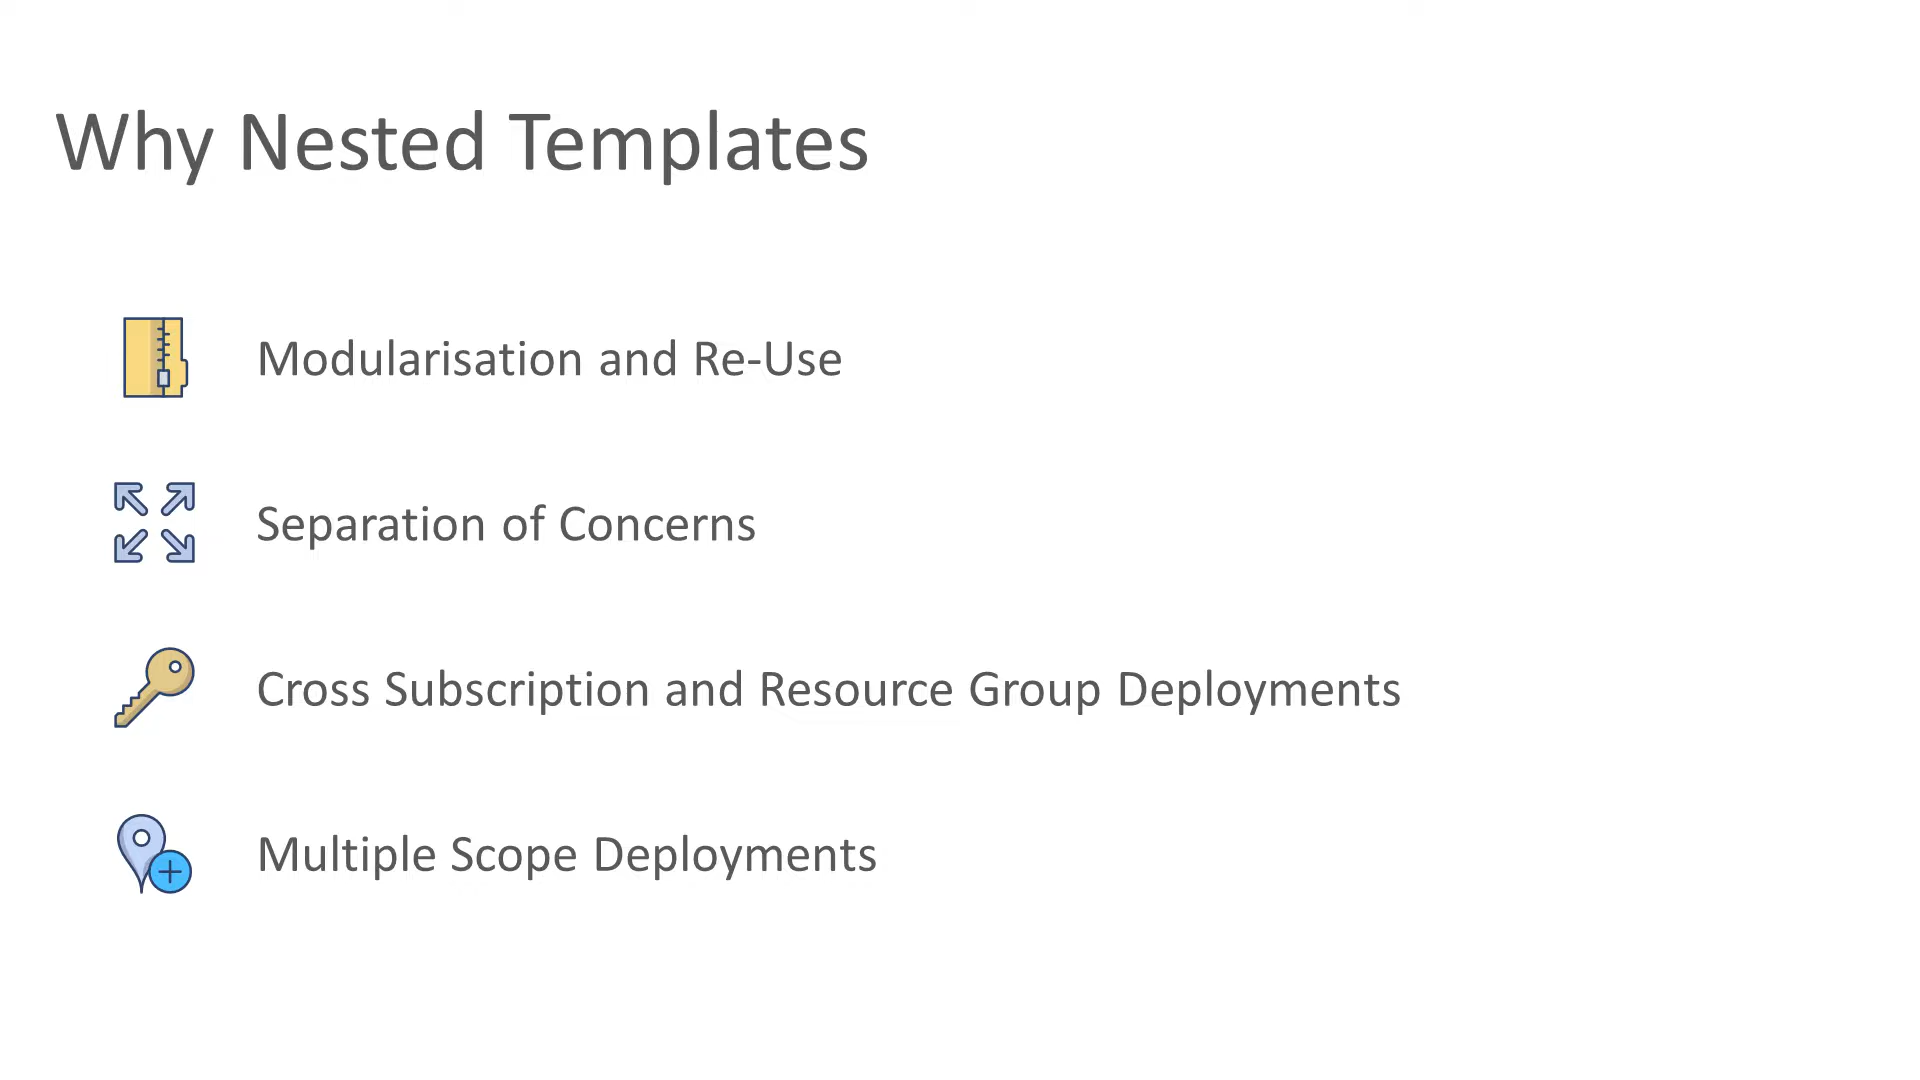 Why Nested Templates
Modularisation and Re-Use
Separation of Concerns
Cross Subscription and Resource Group Deployments
Multiple Scope Deployments